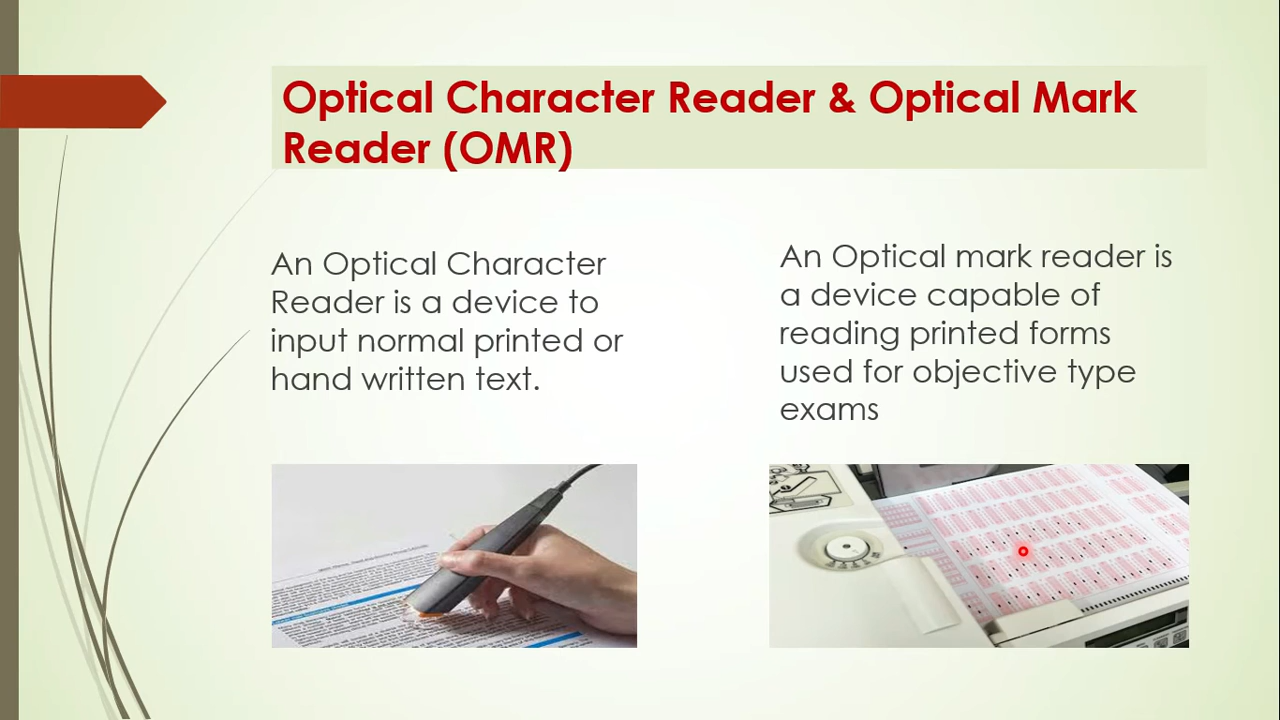 Optical Character Reader & Optical Mark
Reader (OMR)
An Optical Character
Reader is a device to
input normal printed or
hand written text.
An Optical mark reader is
a device capable of
reading printed forms
used for objective type
exams